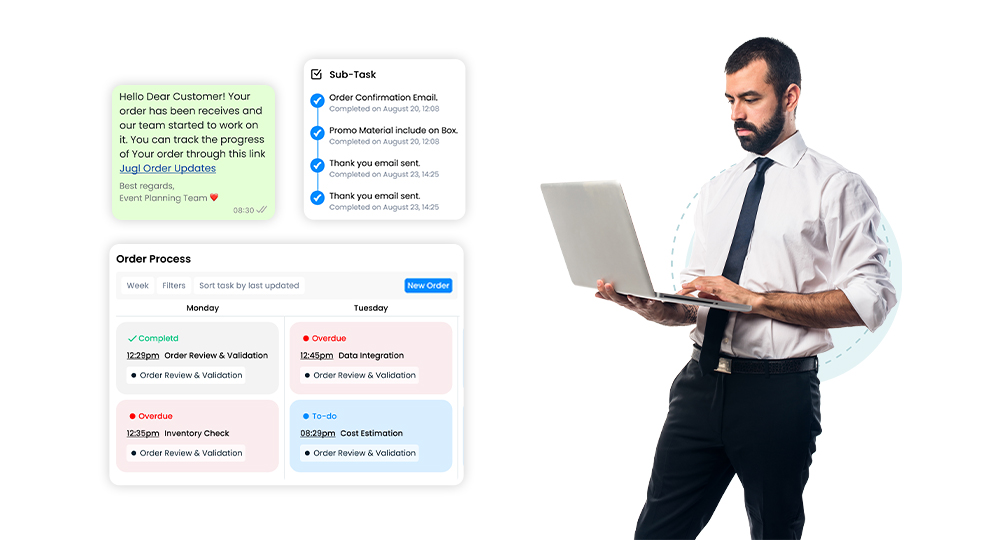 Hello Dear Customer! Your
order has been receives and
our team started to work on
it. You can track the progress
of Your order through this link
Jugl Order Updates
Best regards,
Event Planning Team ❤️
08:30
Sub-Task
Order Confirmation Email.
Completed on August 20, 12:08
Promo Material include on Box.
Completed on August 20, 12:08
Thank you email sent.
Completed on August 23, 14:25
Thank you email sent.
Completed on August 23, 14:25
Order Process
Week Filters Sort task by last updated New Order
Monday Tuesday
Completd
12:29pm Order Review & Validation
Order Review & Validation
Overdue
12:45pm Data Integration
Order Review & Validation
Overdue
12:35pm Inventory Check
Order Review & Validation
To-do
08:29pm Cost Estimation
Order Review & Validation